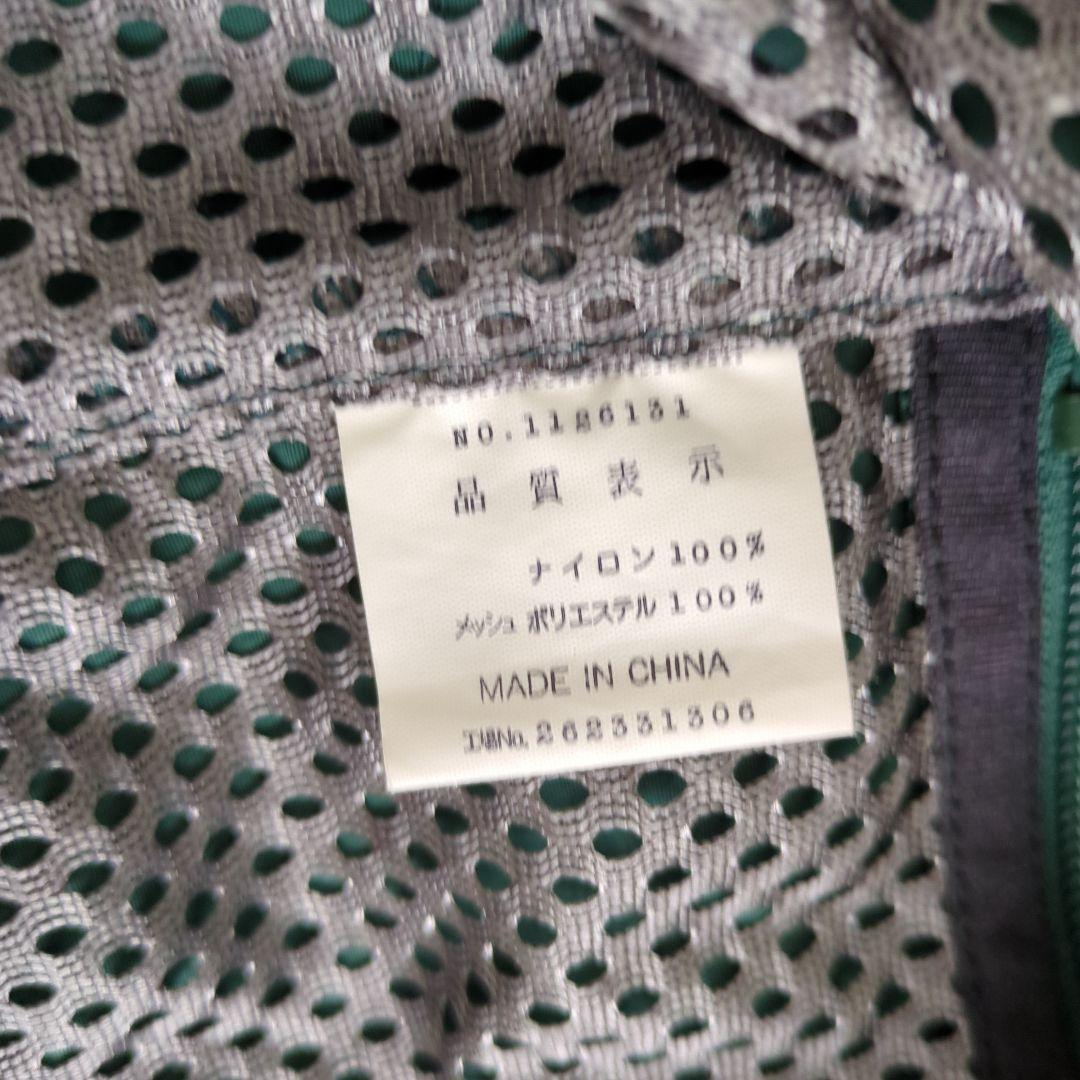 NO.11g6131
品質表示
ナイロン100%
メッシュ ポリエステル100%
MADE IN CHINA
工場No.262331306